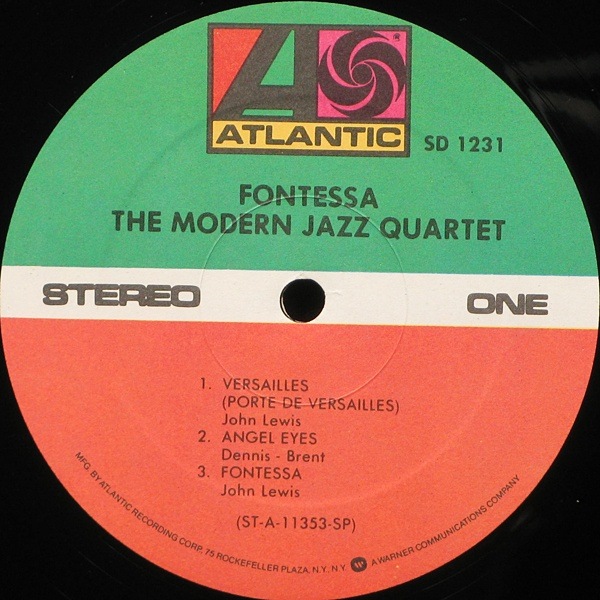 ATLANTIC
SD 1231
FONTESSA
THE MODERN JAZZ QUARTET
STEREO
ONE
1. VERSAILLES
(PORTE DE VERSAILLES)
John Lewis
2. ANGEL EYES
Dennis - Brent
3. FONTESSA
John Lewis
(ST-A-11353-SP)
MFG. BY ATLANTIC RECORDING CORP. 75 ROCKEFELLER PLAZA, N.Y., N.Y. A WARNER COMMUNICATIONS COMPANY